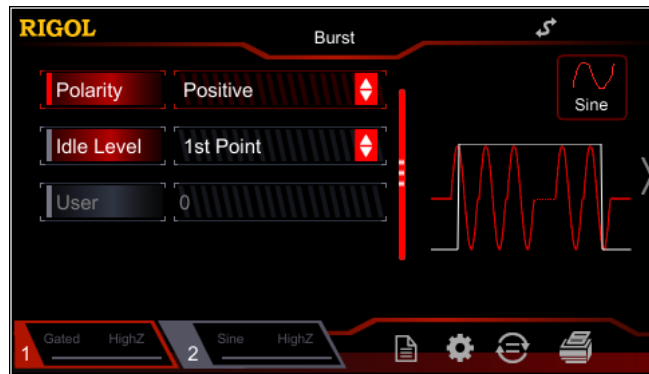 RIGOL
Burst
Polarity Positive
Sine
Idle Level 1st Point
User 0
1 Gated HighZ 2 Sine HighZ